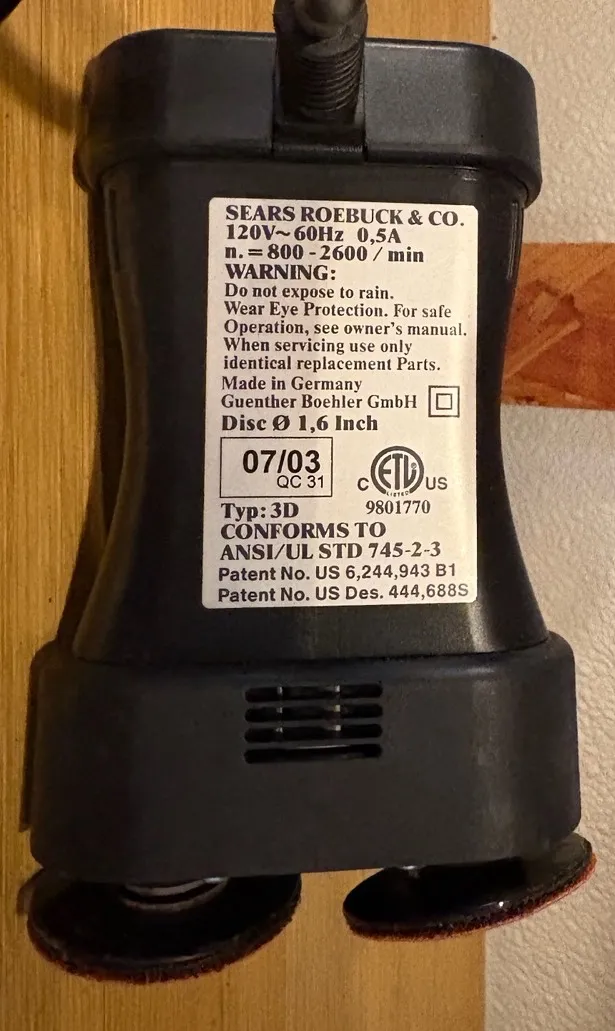 SEARS ROEBUCK & CO.
120V~ 60Hz 0,5A
n. = 800 - 2600 / min
WARNING:
Do not expose to rain.
Wear Eye Protection. For safe
Operation, see owner's manual.
When servicing use only
identical replacement Parts.
Made in Germany
Guenther Boehler GmbH
Disc Ø 1,6 Inch
07/03
QC 31
C ETL US
LISTED
9801770
Typ: 3D
CONFORMS TO
ANSI/UL STD 745-2-3
Patent No. US 6,244,943 B1
Patent No. US Des. 444,688S